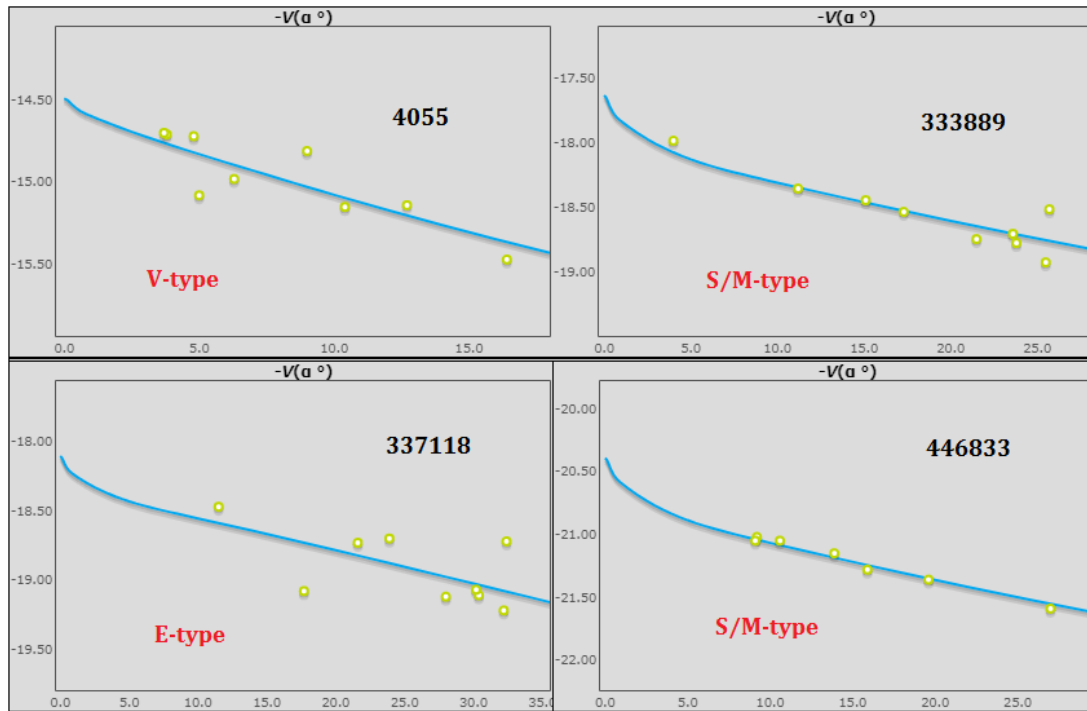 -V(α °)
-14.50
-15.00
-15.50
4055
V-type
0.0 5.0 10.0 15.0
-V(α °)
-17.50
-18.00
-18.50
-19.00
333889
S/M-type
0.0 5.0 10.0 15.0 20.0 25.0
-V(α °)
-18.00
-18.50
-19.00
-19.50
337118
E-type
0.0 5.0 10.0 15.0 20.0 25.0 30.0 35.0
-V(α °)
-20.00
-20.50
-21.00
-21.50
-22.00
446833
S/M-type
0.0 5.0 10.0 15.0 20.0 25.0